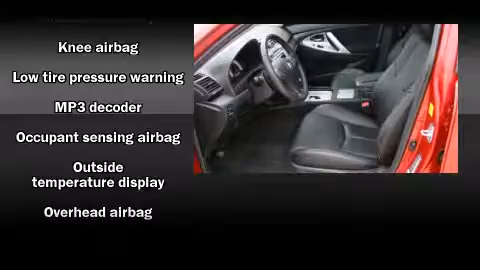 Knee airbag
Low tire pressure warning
MP3 decoder
Occupant sensing airbag
Outside
temperature display
Overhead airbag